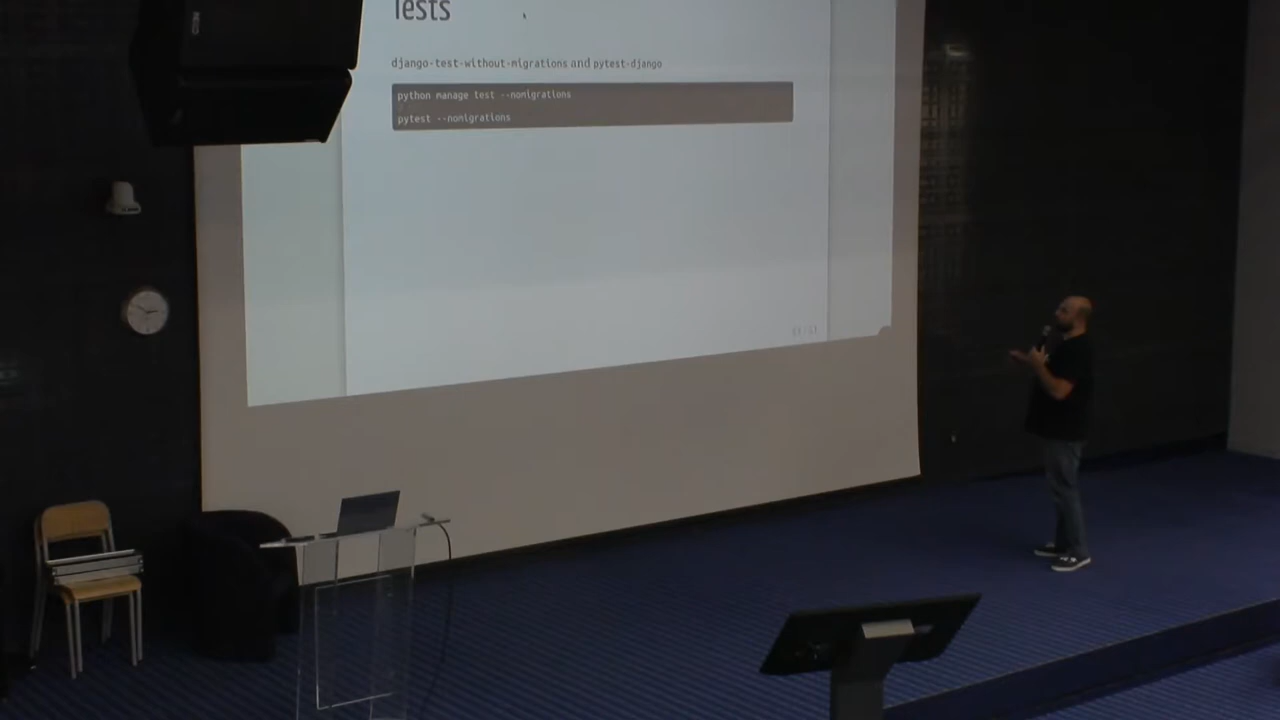 Tests
django-test-without-migrations and pytest-django
python manage test --nomigrations
pytest --nomigrations